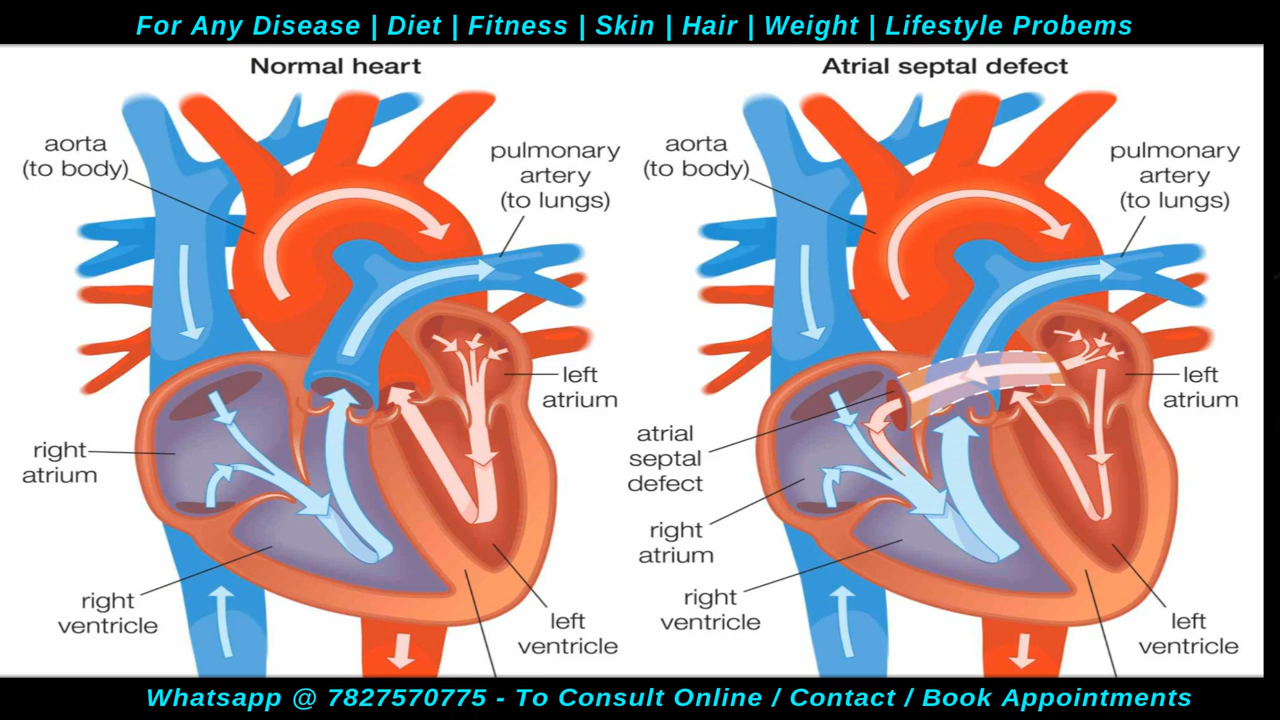 For Any Disease | Diet | Fitness | Skin | Hair | Weight | Lifestyle Probems
Normal heart
aorta
(to body)
pulmonary
artery
(to lungs)
left
atrium
right
atrium
right
ventricle
left
ventricle
Atrial septal defect
aorta
(to body)
pulmonary
artery
(to lungs)
left
atrium
atrial
septal
defect
right
atrium
right
ventricle
left
ventricle
Whatsapp @ 7827570775 - To Consult Online / Contact / Book Appointments